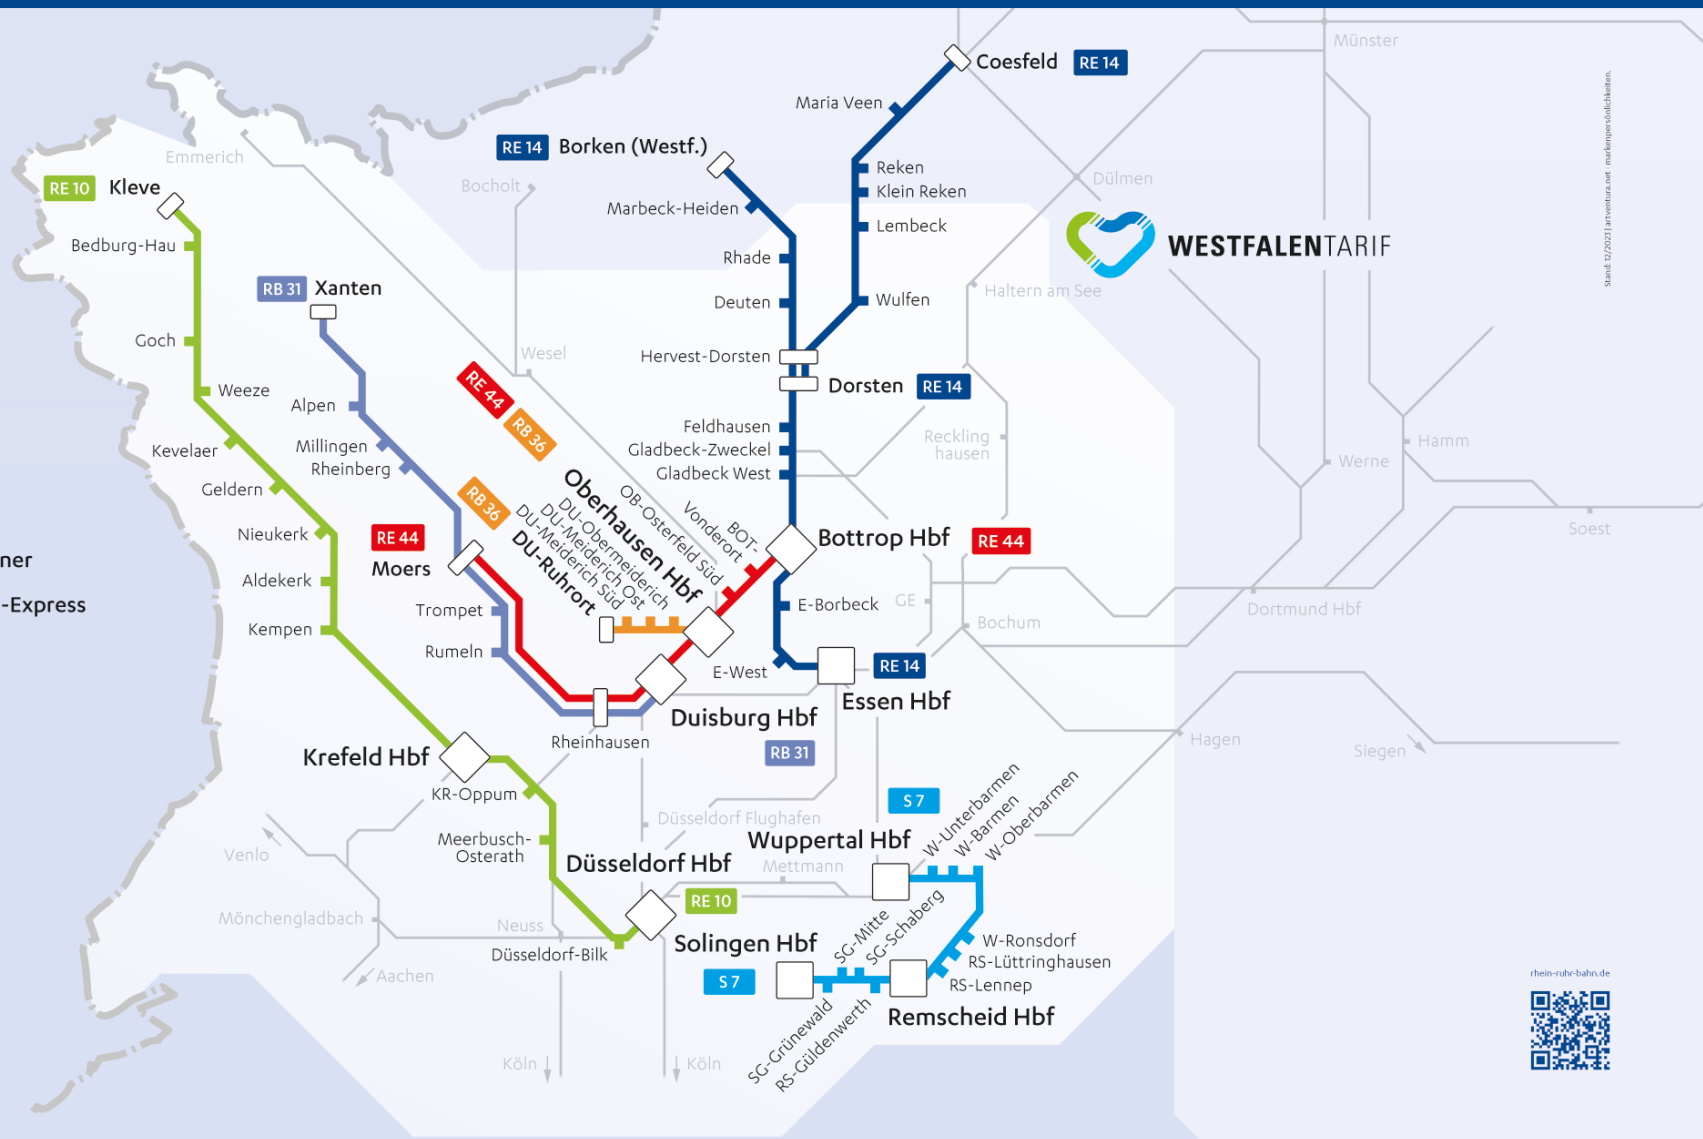 Münster
Coesfeld
RE 14
Maria Veen
Stand: 12/2023 | artventura.net · markenpersönlichkeiten.
RE 14
Borken (Westf.)
Emmerich
Reken
Dülmen
RE 10
Kleve
Bocholt
Klein Reken
Marbeck-Heiden
Lembeck
Bedburg-Hau
WESTFALENTARIF
Rhade
RB 31
Xanten
Haltern am See
Deuten
Wulfen
Goch
Wesel
Hervest-Dorsten
RE 44
Dorsten
RE 14
Weeze
Alpen
RB 36
Feldhausen
Reckling
hausen
Hamm
Kevelaer
Millingen
Gladbeck-Zweckel
Rheinberg
Gladbeck West
Werne
Geldern
RB 36
Oberhausen Hbf
OB-Osterfeld Süd
BOT-
Vonderort
DU-Obermeiderich
DU-Meiderich Ost
DU-Meiderich Süd
DU-Ruhrort
Nieukerk
RE 44
Moers
Bottrop Hbf
RE 44
Soest
ner
Aldekerk
-Express
Trompet
E-Borbeck
GE
Dortmund Hbf
Kempen
Bochum
Rumeln
E-West
RE 14
Essen Hbf
Duisburg Hbf
Rheinhausen
RB 31
Hagen
Siegen
Krefeld Hbf
KR-Oppum
S 7
Düsseldorf Flughafen
Wuppertal Hbf
W-Unterbarmen
W-Barmen
W-Oberbarmen
Meerbusch-
Osterath
Venlo
Düsseldorf Hbf
Mettmann
RE 10
Mönchengladbach
Neuss
SG-Mitte
SG-Schaberg
Düsseldorf-Bilk
Solingen Hbf
W-Ronsdorf
RS-Lüttringhausen
Aachen
S 7
RS-Lennep
rhein-ruhr-bahn.de
SG-Grünewald
RS-Güldenwerth
Remscheid Hbf
Köln
Köln